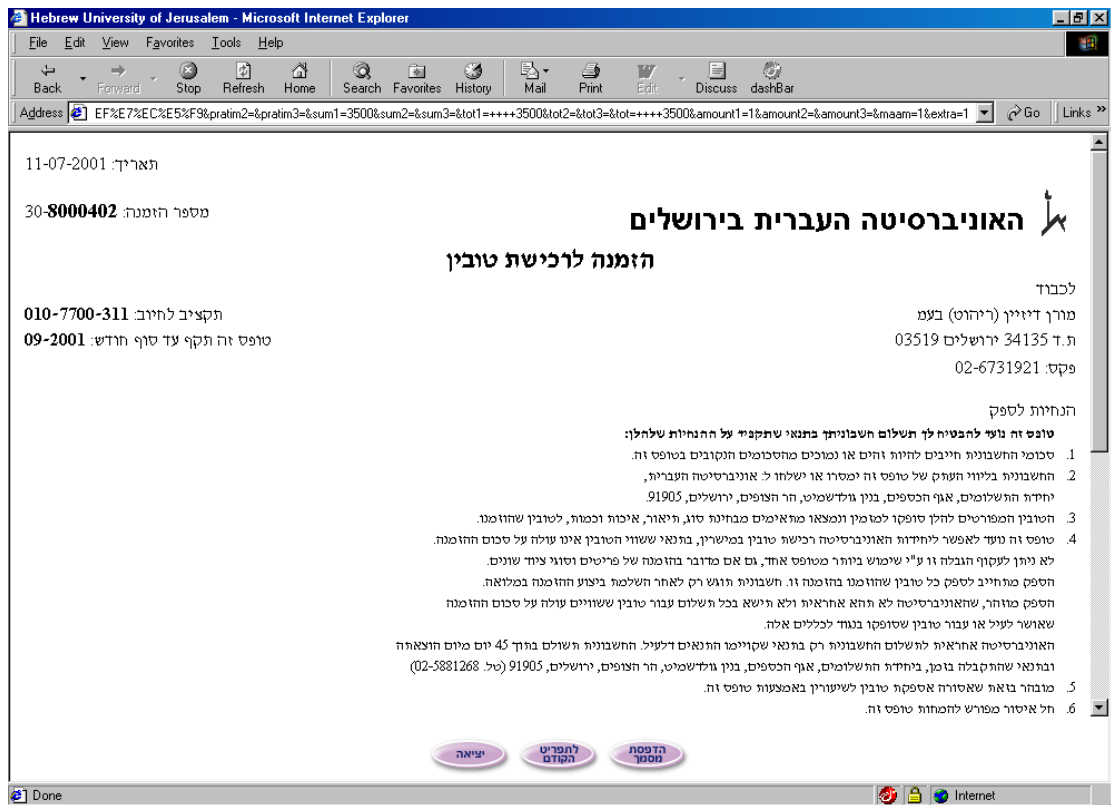 Hebrew University of Jerusalem - Microsoft Internet Explorer
File Edit View Favorites Tools Help
Back Forward Stop Refresh Home Search Favorites History Mail Print Edit Discuss dashBar
Address EF%E7%EC%E5%F9&pratim2=&pratim3=&sum1=3500&sum2=&sum3=&tot1=++++3500&tot2=&tot3=&tot=++++3500&amount1=1&amount2=&amount3=&maam=1&extra=1 Go Links »
תאריך: 11-07-2001
מספר הזמנה: 30-8000402
האוניברסיטה העברית בירושלים
הזמנה לרכישת טובין
לכבוד
מורן דיזיין (ריהוט) בעמ
תקציב לחיוב: 010-7700-311
ת.ד 34135 ירושלים 03519
טופס זה תקף עד סוף חודש: 09-2001
פקס: 02-6731921
הנחיות לספק
טופס זה נועד להבטיח לך תשלום חשבוניתך בתנאי שתקפיד על ההנחיות שלהלן:
1. סכומי החשבונית חייבים להיות זהים או נמוכים מהסכומים הנקובים בטופס זה.
2. החשבונית בליווי העתק של טופס זה ימסרו או ישלחו ל: אוניברסיטה העברית,
יחידת התשלומים, אגף הכספים, בנין גולדשמיט, הר הצופים, ירושלים, 91905.
3. הטובין המפורטים להלן סופקו למזמין ונמצאו מתאימים מבחינת סוג, תיאור, איכות וכמות, לטובין שהוזמנו.
4. טופס זה נועד לאפשר ליחידות האוניברסיטה רכישת טובין במישרין, בתנאי ששווי הטובין אינו עולה על סכום ההזמנה.
לא ניתן לעקוף הגבלה זו ע"י שימוש ביותר מטופס אחד, גם אם מדובר בהזמנה של פריטים וסוגי ציוד שונים.
הספק מתחייב לספק כל טובין שהוזמנו בהזמנה זו. חשבונית תוגש רק לאחר השלמת ביצוע ההזמנה במלואה.
הספק מוזהר, שהאוניברסיטה לא תהא אחראית ולא תישא בכל תשלום עבור טובין ששוויים עולה על סכום ההזמנה
שאושר לעיל או עבור טובין שסופקו בנגוד לכללים אלה.
האוניברסיטה אחראית לתשלום החשבונית רק בתנאי שקויימו התנאים דלעיל. החשבונית תשולם בתוך 45 יום מיום הוצאתה
ובתנאי שהתקבלה בזמן, ביחידת התשלומים, אגף הכספים, בנין גולדשמיט, הר הצופים, ירושלים, 91905 (טל. 02-5881268)
5. מובהר בזאת שאסורה אספקת טובין לשיעורין באמצעות טופס זה.
6. חל איסור מפורש להמחות טופס זה.
הדפסת מסמך
לתפריט הקודם
יציאה
Done Internet